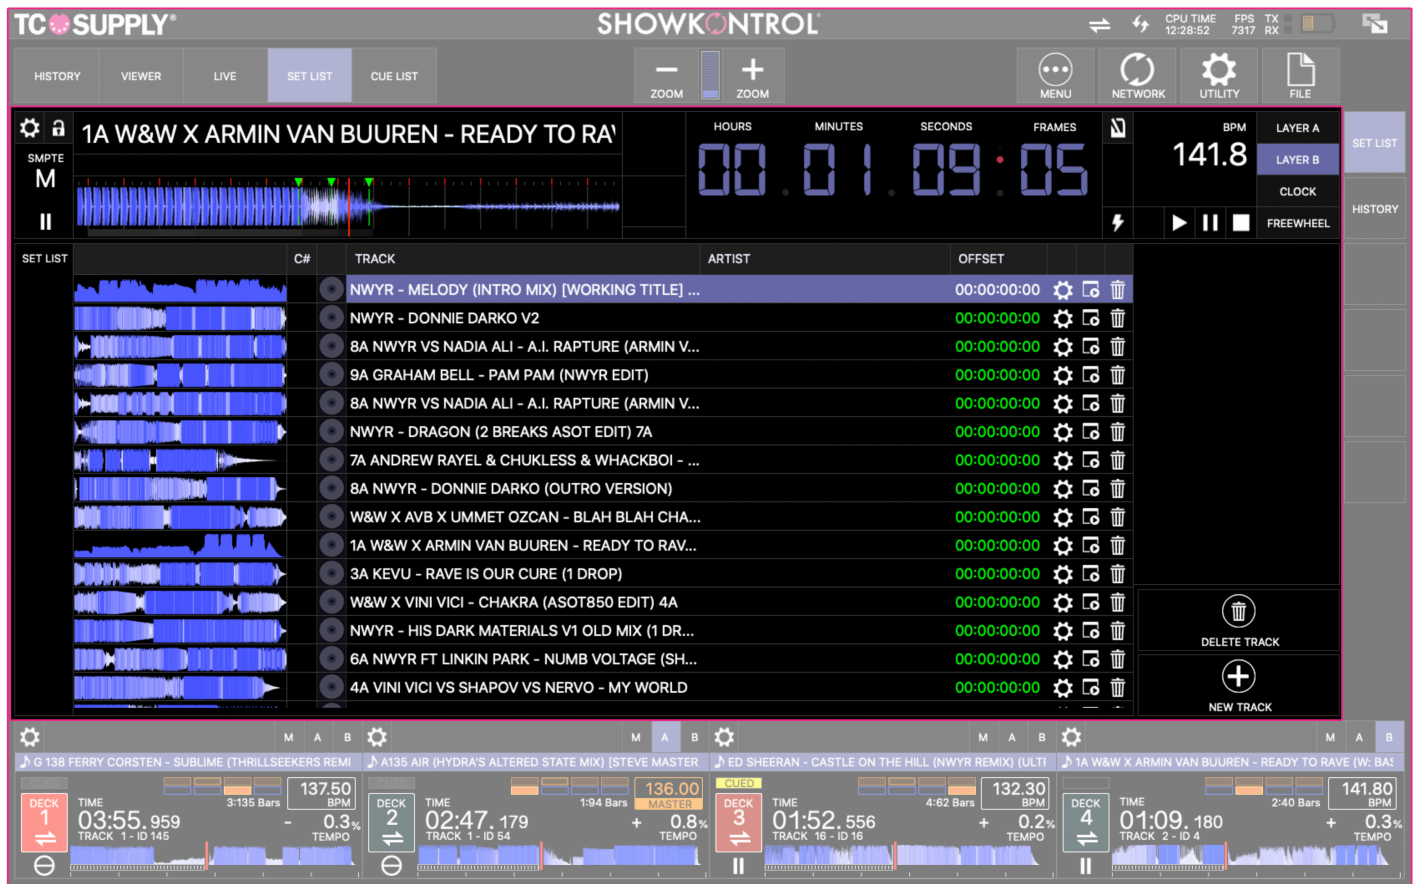 TC SUPPLY®
SHOWKONTROL
CPU TIME FPS TX
12:28:52 7317 RX
HISTORY VIEWER LIVE SET LIST CUE LIST
ZOOM ZOOM
MENU NETWORK UTILITY FILE
SMPTE
M
1A W&W X ARMIN VAN BUUREN - READY TO RA
HOURS MINUTES SECONDS FRAMES
00.01.09:05
BPM
141.8
LAYER A
LAYER B
CLOCK
FREEWHEEL
SET LIST
HISTORY
SET LIST C# TRACK ARTIST OFFSET
NWYR - MELODY (INTRO MIX) [WORKING TITLE] ... 00:00:00:00
NWYR - DONNIE DARKO V2 00:00:00:00
8A NWYR VS NADIA ALI - A.I. RAPTURE (ARMIN V... 00:00:00:00
9A GRAHAM BELL - PAM PAM (NWYR EDIT) 00:00:00:00
8A NWYR VS NADIA ALI - A.I. RAPTURE (ARMIN V... 00:00:00:00
NWYR - DRAGON (2 BREAKS ASOT EDIT) 7A 00:00:00:00
7A ANDREW RAYEL & CHUKLESS & WHACKBOI - ... 00:00:00:00
8A NWYR - DONNIE DARKO (OUTRO VERSION) 00:00:00:00
W&W X AVB X UMMET OZCAN - BLAH BLAH CHA... 00:00:00:00
1A W&W X ARMIN VAN BUUREN - READY TO RAV... 00:00:00:00
3A KEVU - RAVE IS OUR CURE (1 DROP) 00:00:00:00
W&W X VINI VICI - CHAKRA (ASOT850 EDIT) 4A 00:00:00:00
NWYR - HIS DARK MATERIALS V1 OLD MIX (1 DR... 00:00:00:00
6A NWYR FT LINKIN PARK - NUMB VOLTAGE (SH... 00:00:00:00
4A VINI VICI VS SHAPOV VS NERVO - MY WORLD 00:00:00:00
DELETE TRACK
NEW TRACK
M A B
G 138 FERRY CORSTEN - SUBLIME (THRILLSEEKERS REMI
CUED
137.50
BPM
3:135 Bars
DECK
1
TIME
03:55.959
TRACK 1 - ID 145
- 0.3%
TEMPO
M A B
A135 AIR (HYDRA'S ALTERED STATE MIX) [STEVE MASTER
136.00
MASTER
1:94 Bars
DECK
2
TIME
02:47.179
TRACK 1 - ID 54
+ 0.8%
TEMPO
M A B
ED SHEERAN - CASTLE ON THE HILL (NWYR REMIX) (ULTI
CUED
132.30
BPM
4:62 Bars
DECK
3
TIME
01:52.556
TRACK 16 - ID 16
+ 0.2%
TEMPO
M A B
1A W&W X ARMIN VAN BUUREN - READY TO RAVE (W: BAS
141.80
BPM
2:40 Bars
DECK
4
TIME
01:09.180
TRACK 2 - ID 4
+ 0.3%
TEMPO